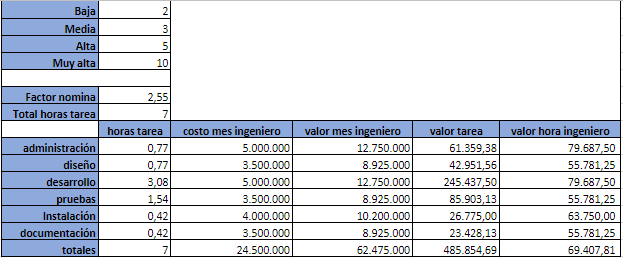 Baja 2
Media 3
Alta 5
Muy alta 10
Factor nomina 2,55
Total horas tarea 7
horas tarea costo mes ingeniero valor mes ingeniero valor tarea valor hora ingeniero
administración 0,77 5.000.000 12.750.000 61.359,38 79.687,50
diseño 0,77 3.500.000 8.925.000 42.951,56 55.781,25
desarrollo 3,08 5.000.000 12.750.000 245.437,50 79.687,50
pruebas 1,54 3.500.000 8.925.000 85.903,13 55.781,25
Instalación 0,42 4.000.000 10.200.000 26.775,00 63.750,00
documentación 0,42 3.500.000 8.925.000 23.428,13 55.781,25
totales 7 24.500.000 62.475.000 485.854,69 69.407,81